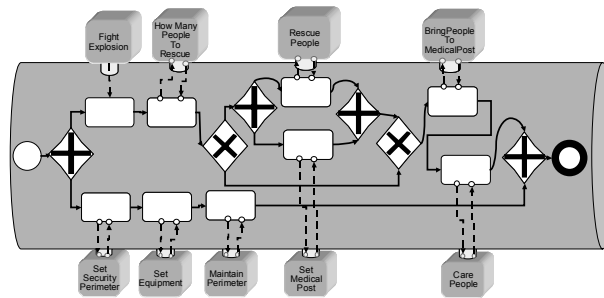 Fight
Explosion
How Many
People
To
Rescue
Rescue
People
BringPeople
To
MedicalPost
Set
Security
Perimeter
Set
Equipment
Maintain
Perimeter
Set
Medical
Post
Care
People